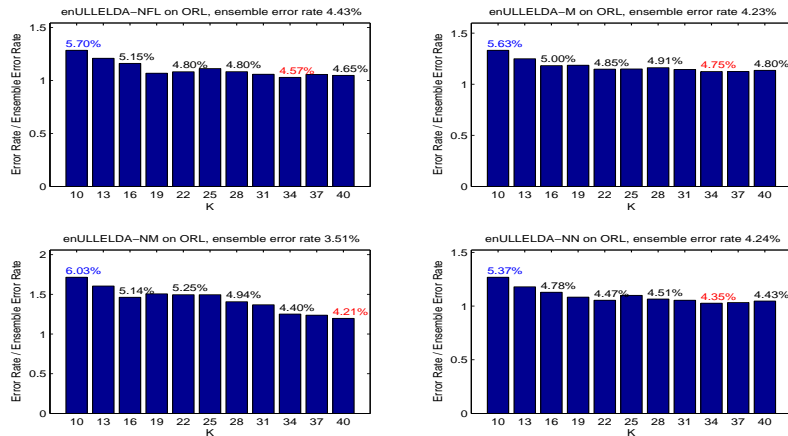 enULLELDA−NFL on ORL, ensemble error rate 4.43%
1.5
1
0.5
0
Error Rate / Ensemble Error Rate
5.70%
5.15%
4.80%
4.80%
4.57%
4.65%
10 13 16 19 22 25 28 31 34 37 40
K
enULLELDA−M on ORL, ensemble error rate 4.23%
1.5
1
0.5
0
Error Rate / Ensemble Error Rate
5.63%
5.00%
4.85%
4.91%
4.75%
4.80%
10 13 16 19 22 25 28 31 34 37 40
K
enULLELDA−NM on ORL, ensemble error rate 3.51%
2
1.5
1
0.5
0
Error Rate / Ensemble Error Rate
6.03%
5.14%
5.25%
4.94%
4.40%
4.21%
10 13 16 19 22 25 28 31 34 37 40
K
enULLELDA−NN on ORL, ensemble error rate 4.24%
1.5
1
0.5
0
Error Rate / Ensemble Error Rate
5.37%
4.78%
4.47%
4.51%
4.35%
4.43%
10 13 16 19 22 25 28 31 34 37 40
K